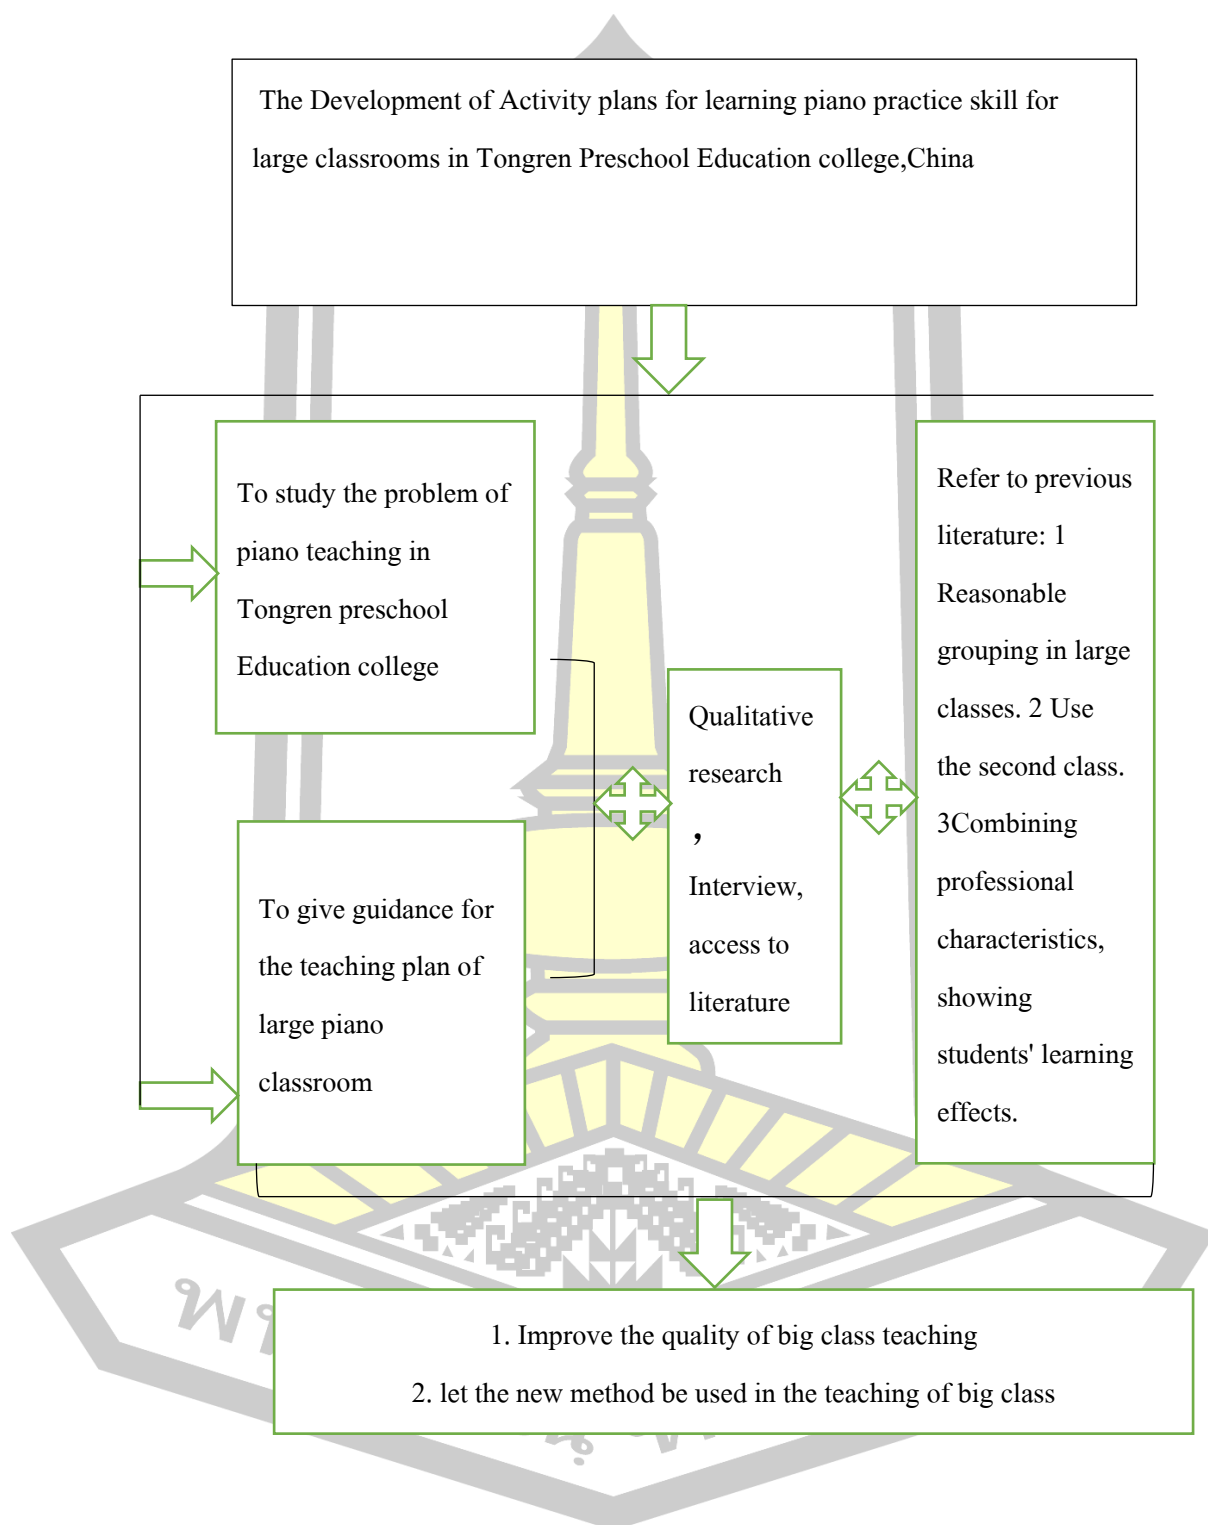 The Development of Activity plans for learning piano practice skill for
large classrooms in Tongren Preschool Education college,China
To study the problem of
piano teaching in
Tongren preschool
Education college
To give guidance for
the teaching plan of
large piano
classroom
Qualitative
research
，
Interview,
access to
literature
Refer to previous
literature: 1
Reasonable
grouping in large
classes. 2 Use
the second class.
3Combining
professional
characteristics,
showing
students' learning
effects.
1. Improve the quality of big class teaching
2. let the new method be used in the teaching of big class